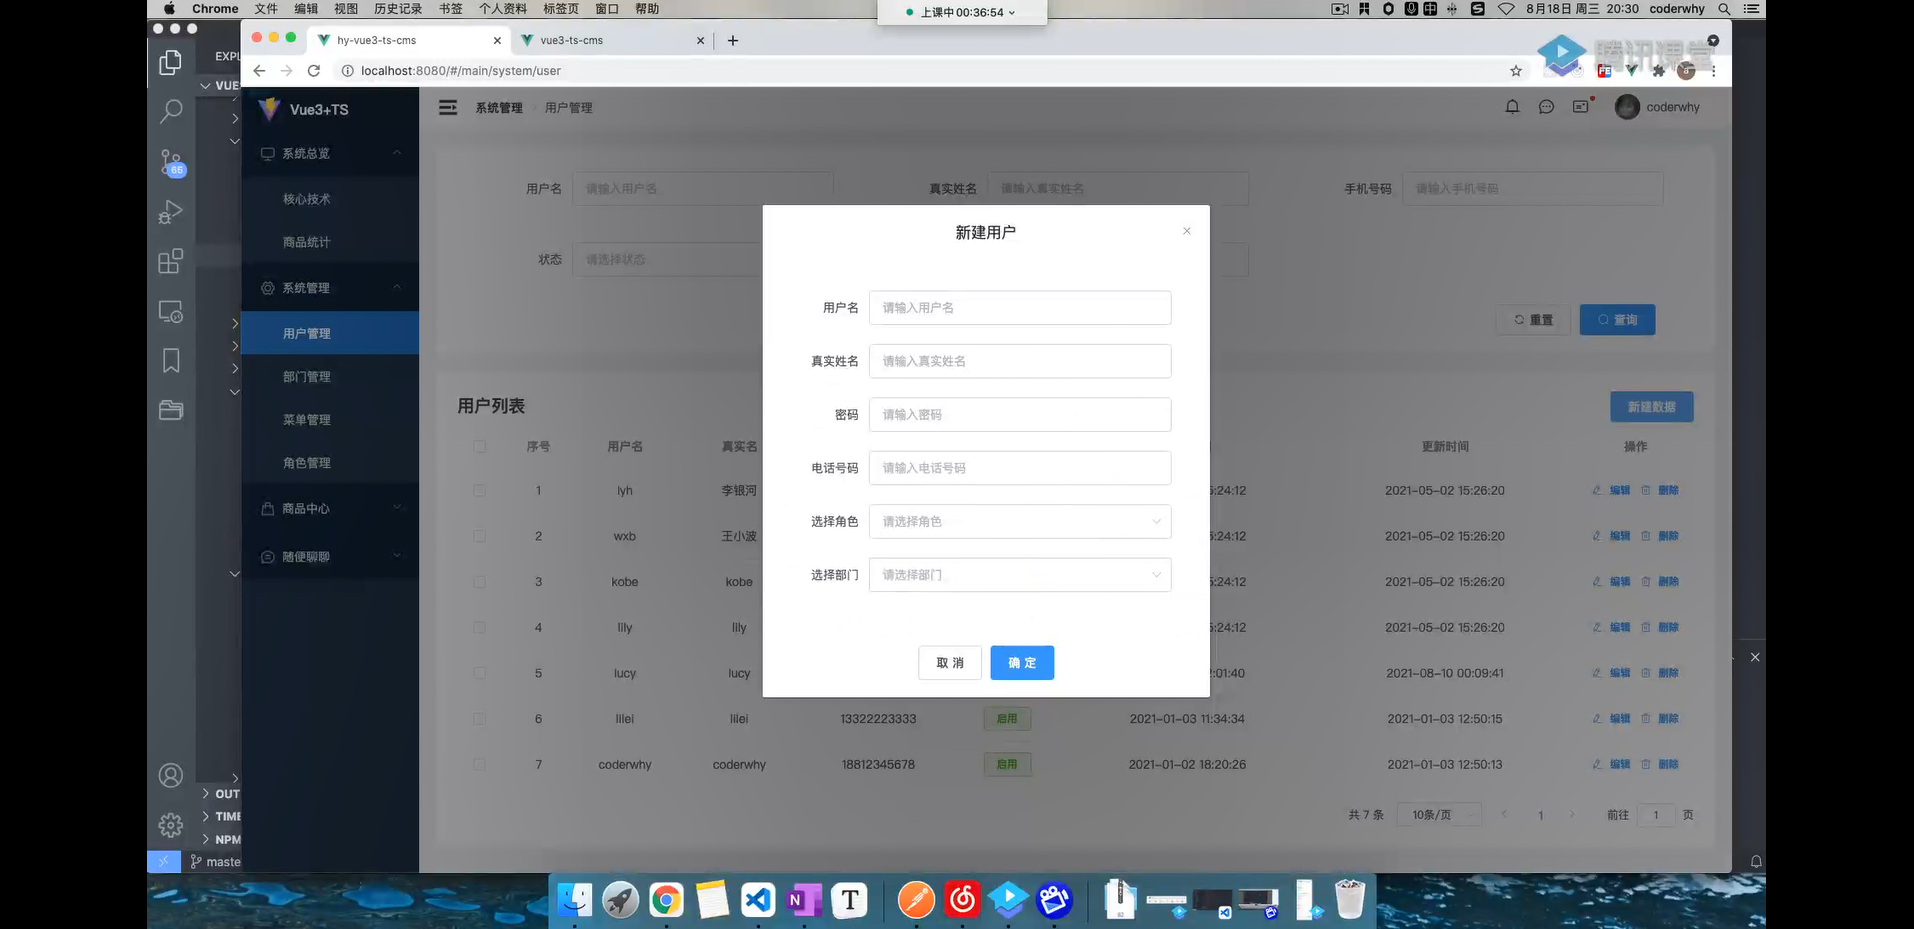 Chrome 文件 编辑 视图 历史记录 书签 个人资料 标签页 窗口 帮助
上课中00:36:54
8月18日 周三 20:30 coderwhy
hy-vue3-ts-cms
vue3-ts-cms
腾讯课堂
localhost:8080/#/main/system/user
EXPL
VUE
65
Vue3+TS
系统管理 用户管理
coderwhy
系统总览
核心技术
商品统计
系统管理
用户管理
部门管理
菜单管理
角色管理
商品中心
随便聊聊
用户名 请输入用户名
真实姓名 请输入真实姓名
手机号码 请输入手机号码
状态 请选择状态
重置 查询
新建用户
用户名 请输入用户名
真实姓名 请输入真实姓名
密码 请输入密码
电话号码 请输入电话号码
选择角色 请选择角色
选择部门 请选择部门
取 消 确 定
用户列表 新建数据
序号 用户名 真实名 更新时间 操作
1 lyh 李银河 5:24:12 2021-05-02 15:26:20 编辑 删除
2 wxb 王小波 5:24:12 2021-05-02 15:26:20 编辑 删除
3 kobe kobe 5:24:12 2021-05-02 15:26:20 编辑 删除
4 lily lily 5:24:12 2021-05-02 15:26:20 编辑 删除
5 lucy lucy 2:01:40 2021-08-10 00:09:41 编辑 删除
6 lilei lilei 13322223333 启用 2021-01-03 11:34:34 2021-01-03 12:50:15 编辑 删除
7 coderwhy coderwhy 18812345678 启用 2021-01-02 18:20:26 2021-01-03 12:50:13 编辑 删除
共 7 条 10条/页 1 前往 1 页
OUT
TIME
NPM
maste